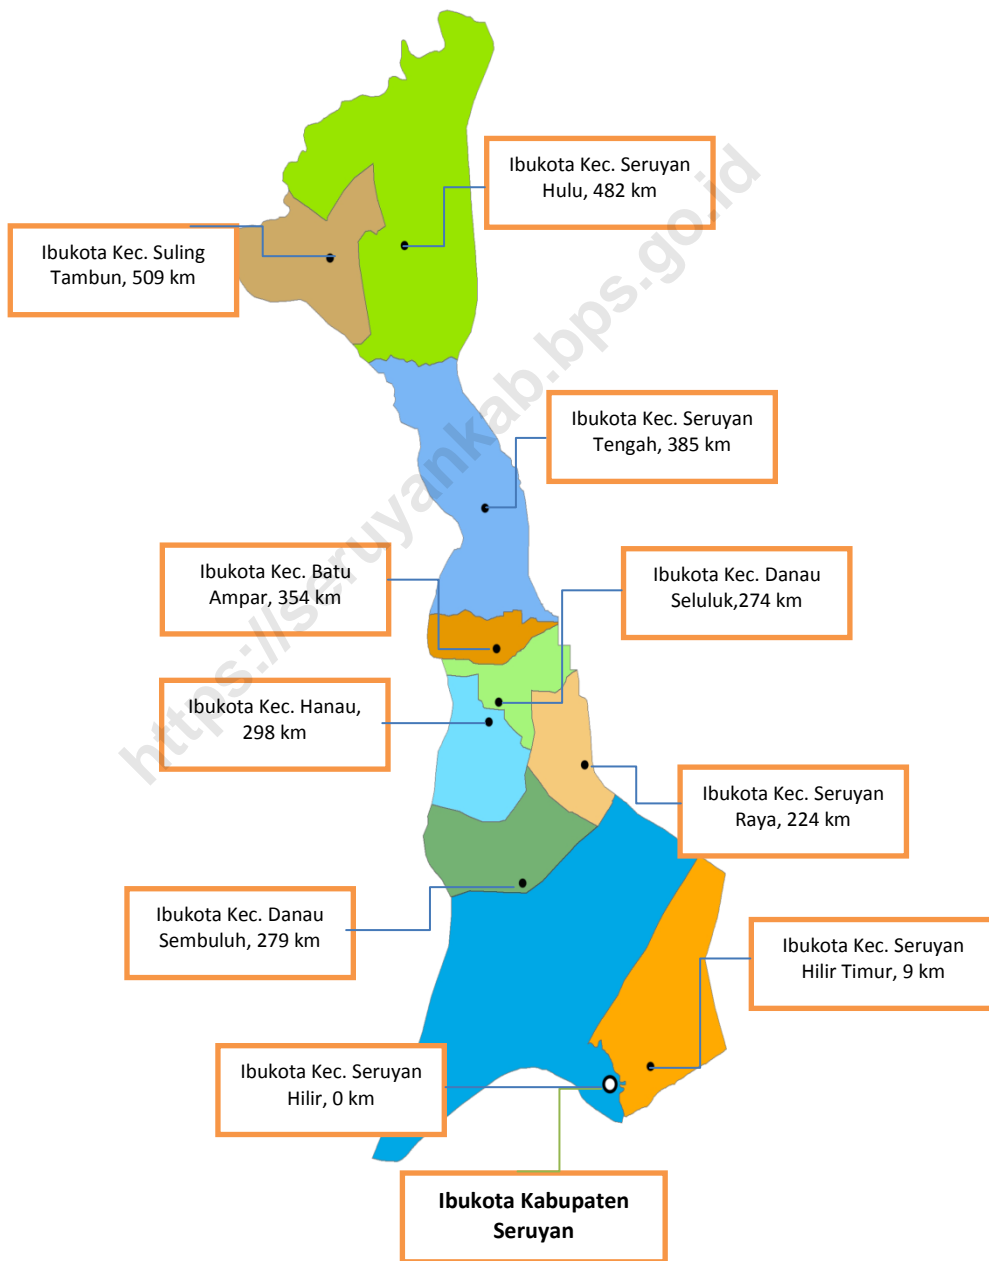 Ibukota Kec. Seruyan
Hulu, 482 km
Ibukota Kec. Suling
Tambun, 509 km
Ibukota Kec. Seruyan
Tengah, 385 km
Ibukota Kec. Batu
Ampar, 354 km
Ibukota Kec. Danau
Seluluk,274 km
Ibukota Kec. Hanau,
298 km
Ibukota Kec. Seruyan
Raya, 224 km
Ibukota Kec. Danau
Sembuluh, 279 km
Ibukota Kec. Seruyan
Hilir Timur, 9 km
Ibukota Kec. Seruyan
Hilir, 0 km
Ibukota Kabupaten
Seruyan
https://seruyankab.bps.go.id